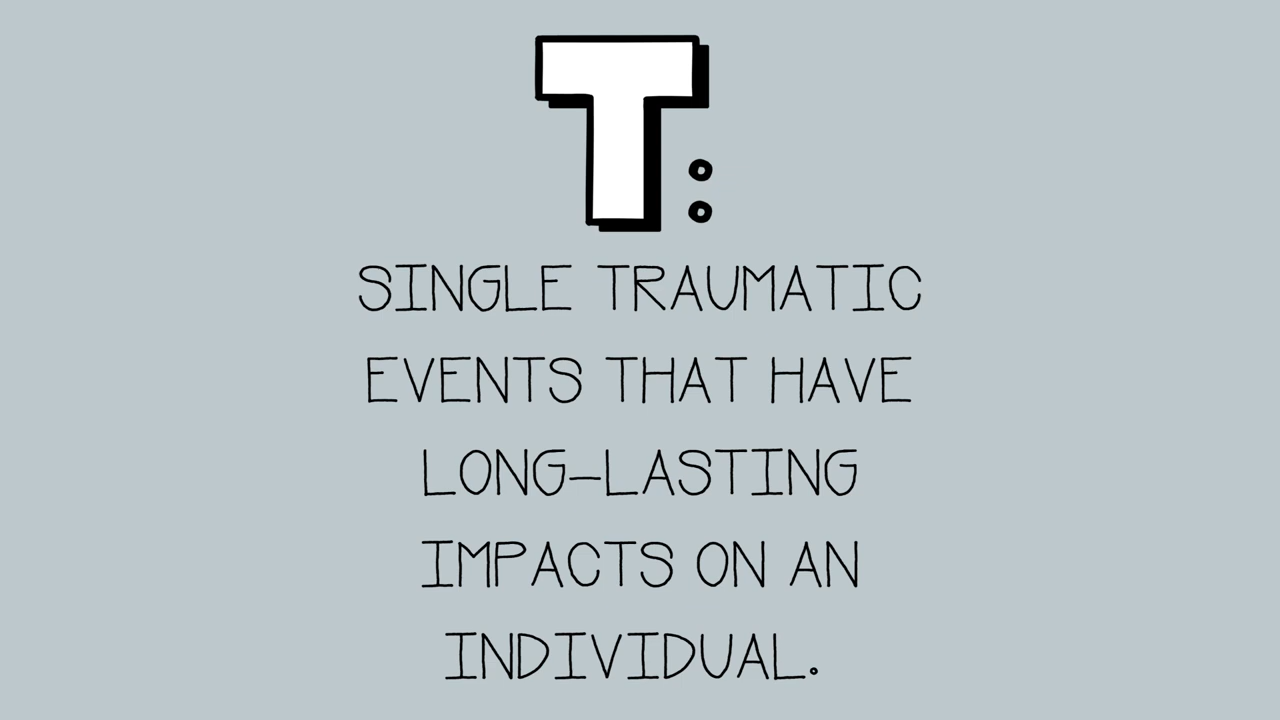 T:
SINGLE TRAUMATIC
EVENTS THAT HAVE
LONG-LASTING
IMPACTS ON AN
INDIVIDUAL.